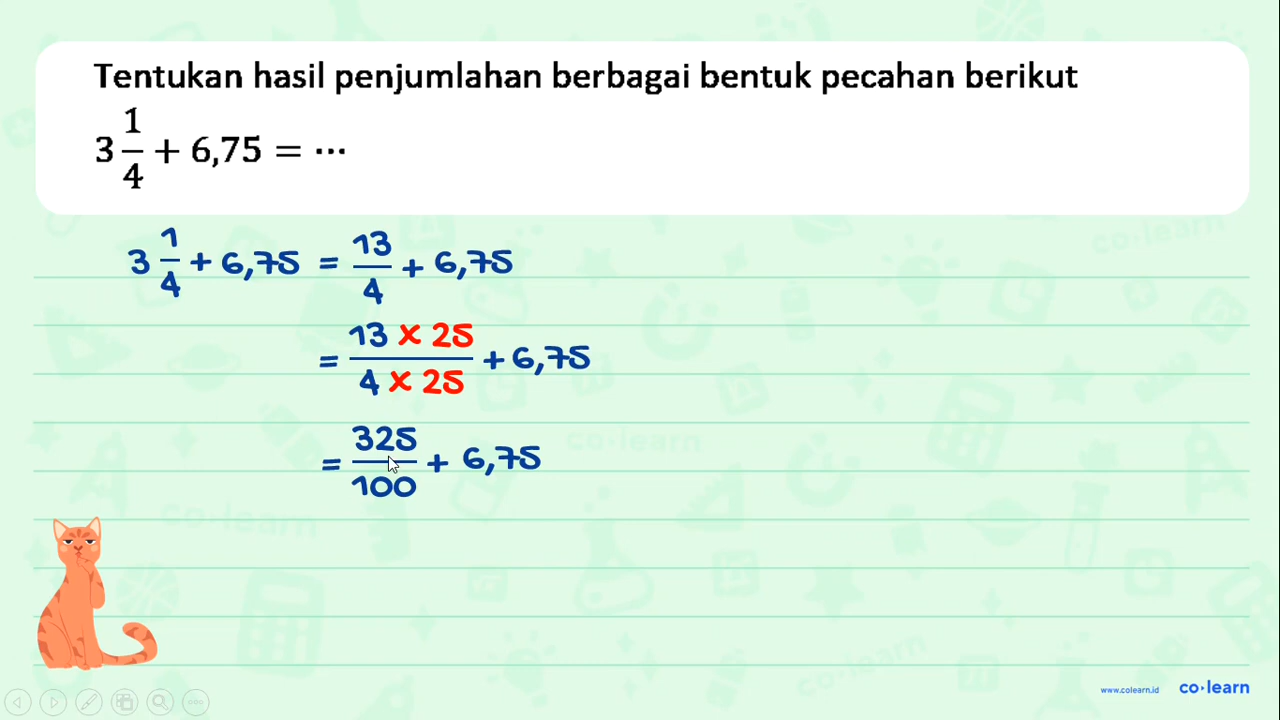 Tentukan hasil penjumlahan berbagai bentuk pecahan berikut
3 1/4 + 6,75 = ⋯
3 1/4 + 6,75 = 13/4 + 6,75
= 13 × 25 / 4 × 25 + 6,75
= 325/100 + 6,75
www.colearn.id co·learn